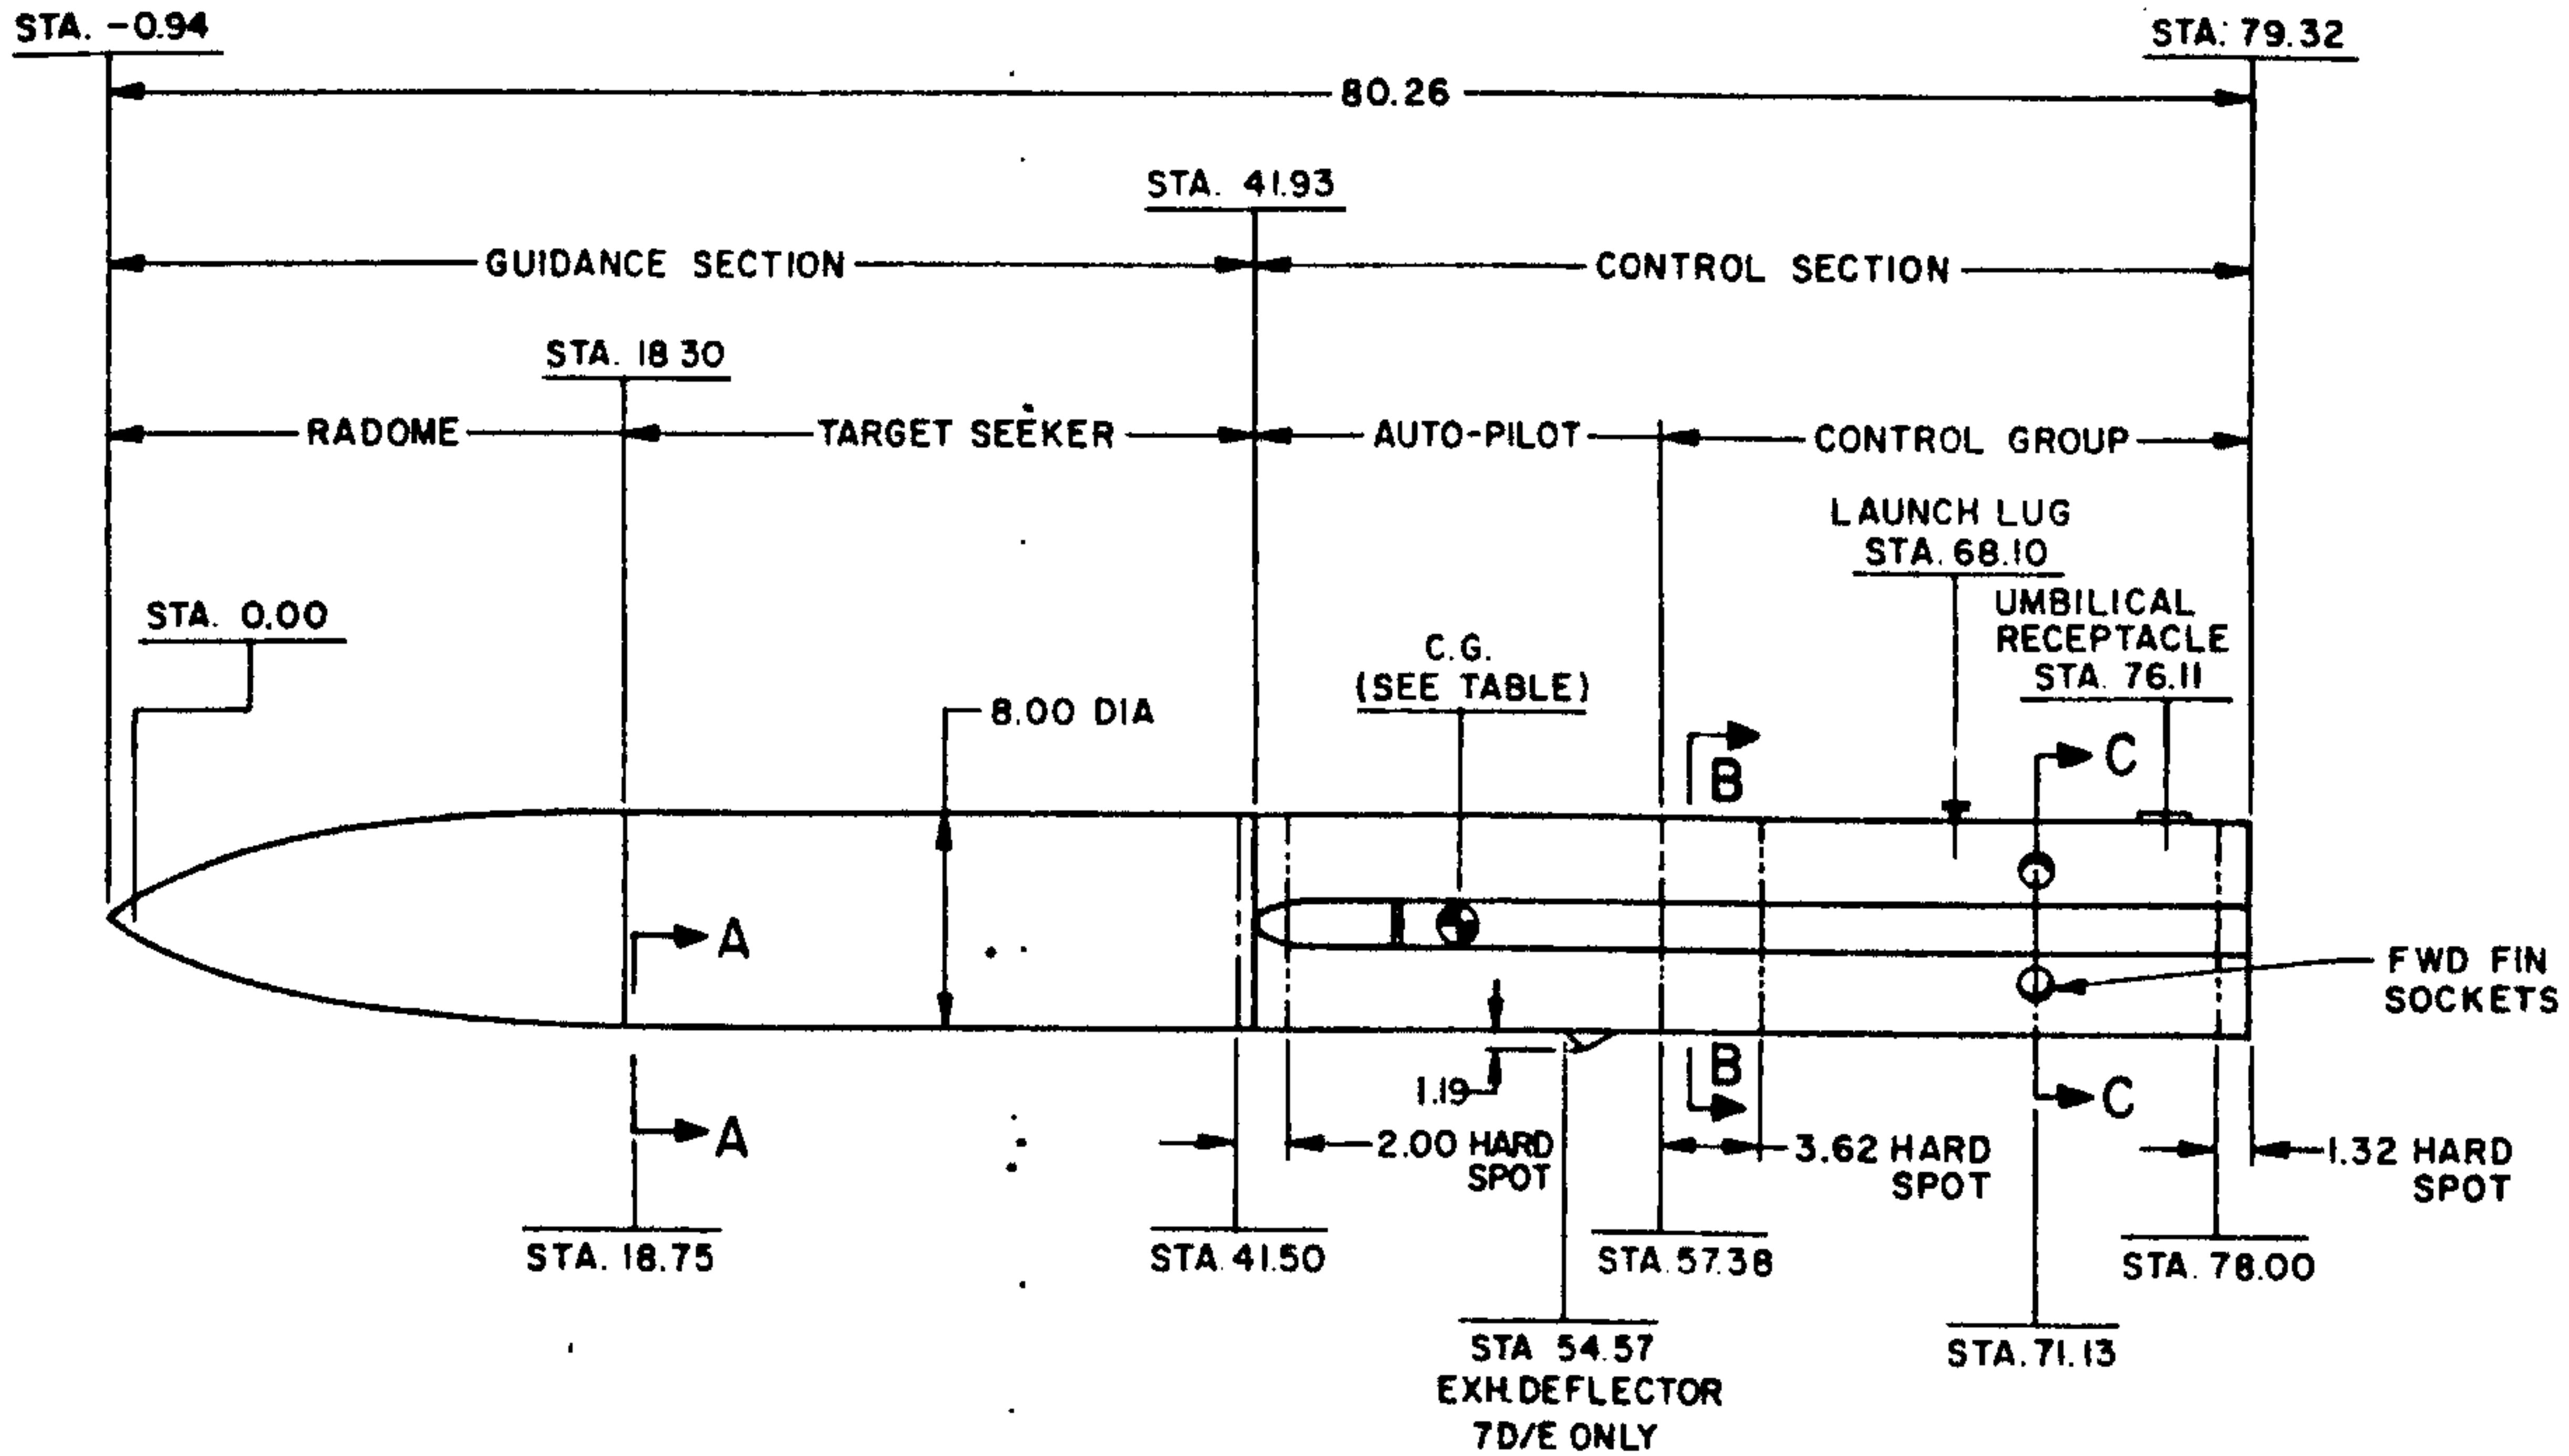 STA. -0.94
STA. 79.32
80.26
STA. 41.93
GUIDANCE SECTION
CONTROL SECTION
STA. 18 30
RADOME
TARGET SEEKER
AUTO-PILOT
CONTROL GROUP
LAUNCH LUG
STA. 68.10
UMBILICAL
RECEPTACLE
STA. 76.11
STA. 0.00
C.G.
(SEE TABLE)
8.00 DIA
B
C
A
FWD FIN
SOCKETS
1.19
B
C
A
2.00 HARD
SPOT
3.62 HARD
SPOT
1.32 HARD
SPOT
STA. 18.75
STA. 41.50
STA. 57.38
STA. 78.00
STA 54.57
EXH. DEFLECTOR
7D/E ONLY
STA. 71.13